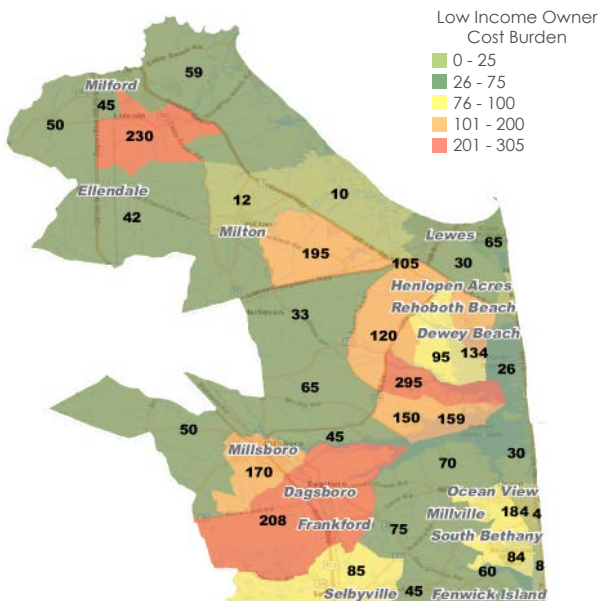 Low Income Owner
Cost Burden
0 - 25
26 - 75
76 - 100
101 - 200
201 - 305
59
Milford
45
50
Lincoln
230
Ellendale
12
10
42
Milton
195
Lewes
65
105
30
Henlopen Acres
33
Rehoboth Beach
120
Dewey Beach
95
134
26
295
65
150
159
50
45
Millsboro
70
30
170
Dagsboro
Ocean View
184
4
Millville
208
Frankford
75
South Bethany
84
8
85
60
Selbyville
45
Fenwick Island